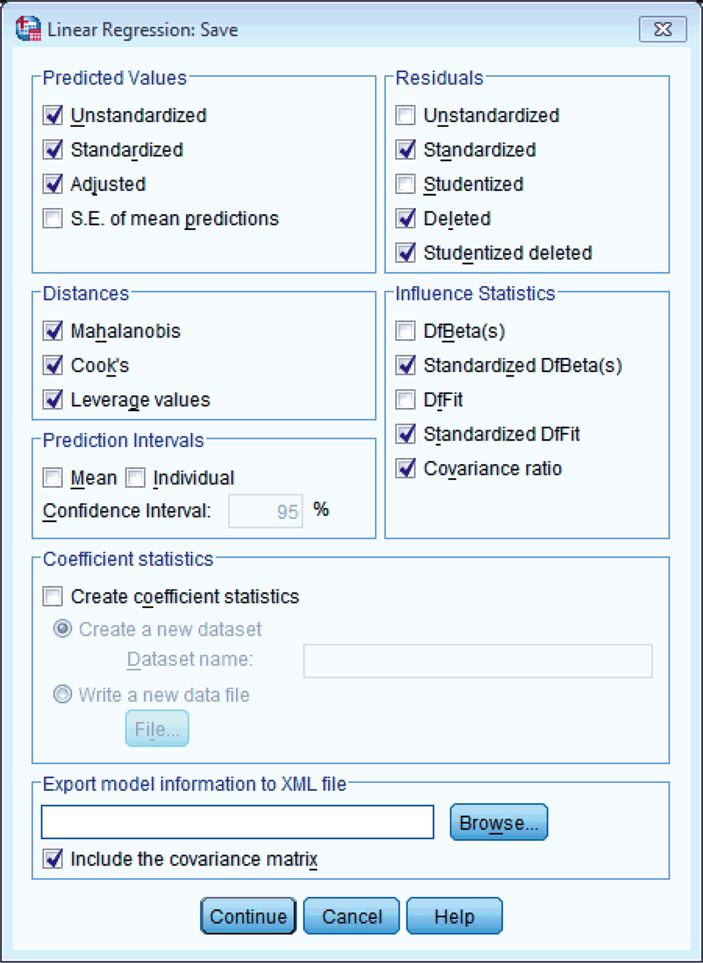 Linear Regression: Save
Predicted Values
Unstandardized
Standardized
Adjusted
S.E. of mean predictions
Residuals
Unstandardized
Standardized
Studentized
Deleted
Studentized deleted
Distances
Mahalanobis
Cook's
Leverage values
Influence Statistics
DfBeta(s)
Standardized DfBeta(s)
DfFit
Standardized DfFit
Covariance ratio
Prediction Intervals
Mean Individual
Confidence Interval: 95 %
Coefficient statistics
Create coefficient statistics
Create a new dataset
Dataset name:
Write a new data file
File...
Export model information to XML file
Browse...
Include the covariance matrix
Continue Cancel Help